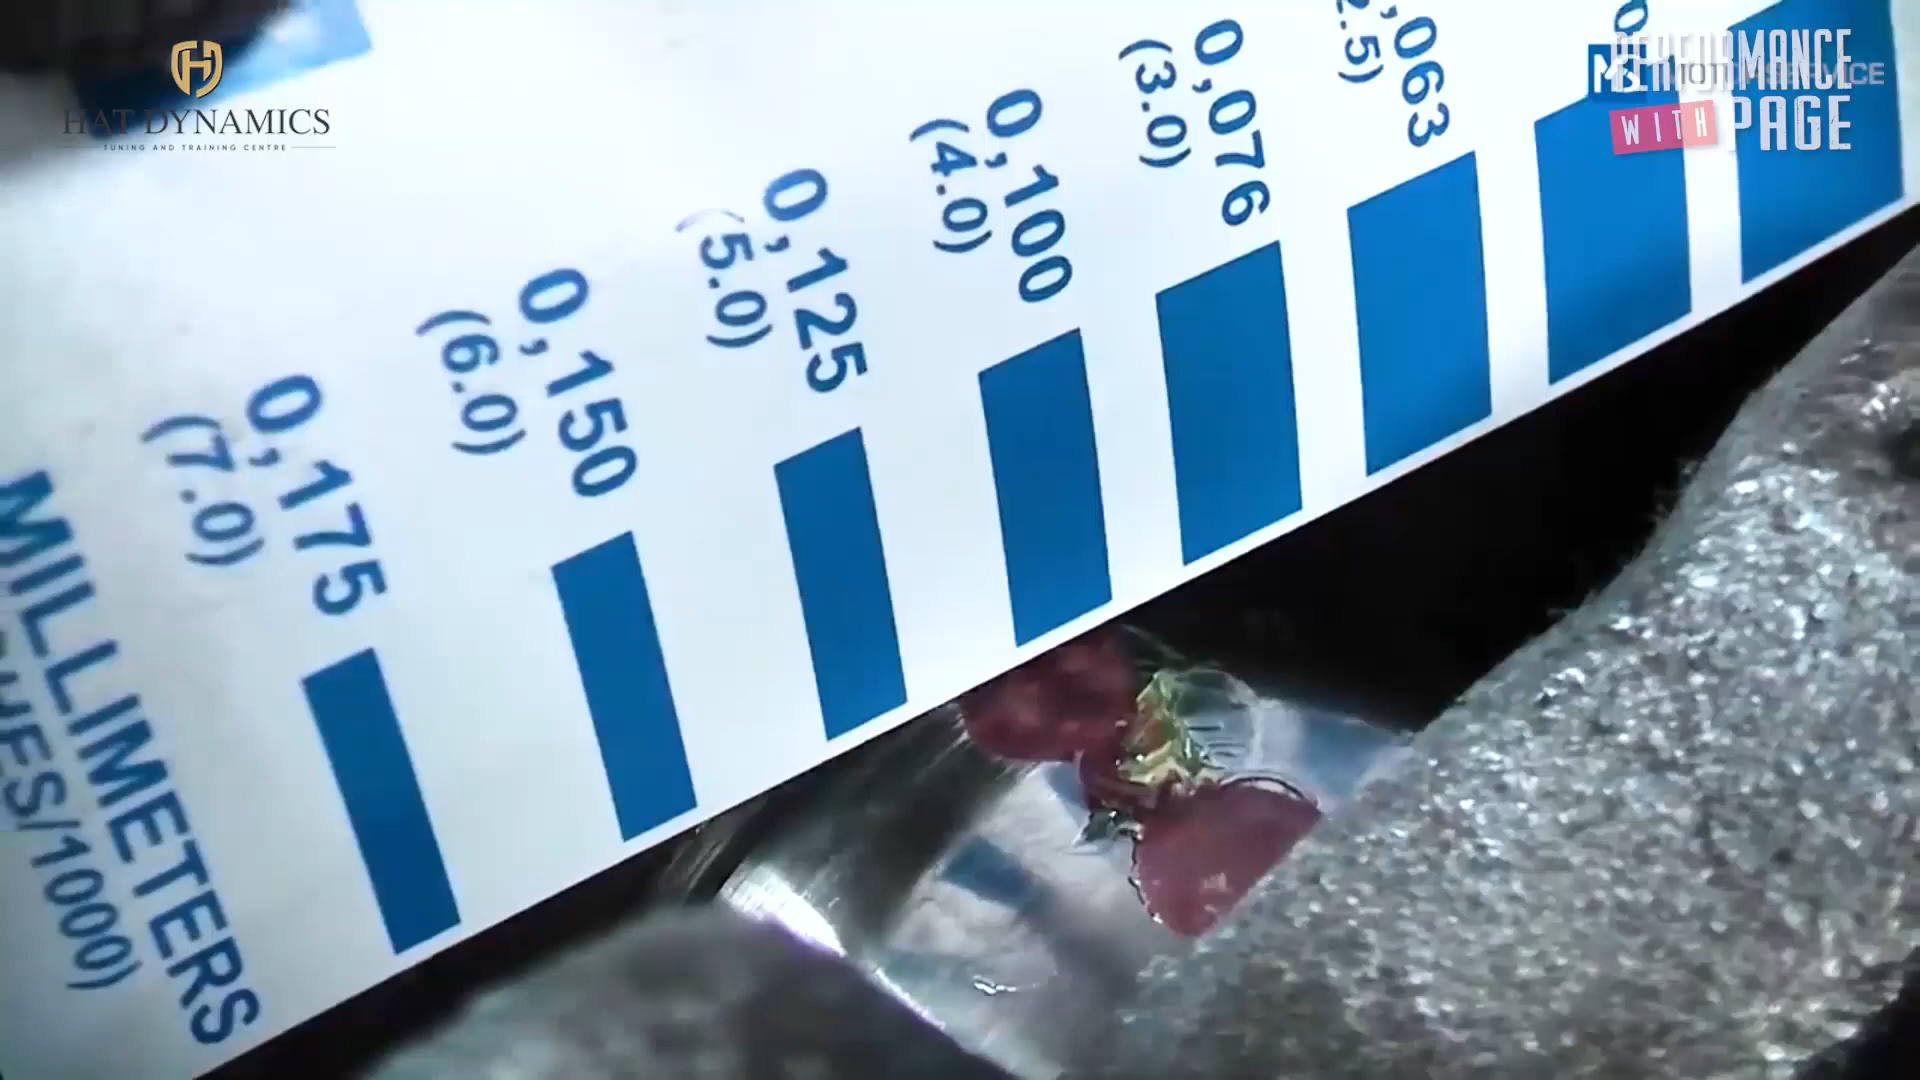 HAT DYNAMICS
TUNING AND TRAINING CENTRE
PERFORMANCE
WITH PAGE
MILLIMETERS
/1000)
0,175
(7.0)
0,150
(6.0)
0,125
(5.0)
0,100
(4.0)
0,076
(3.0)
,063
2.5)